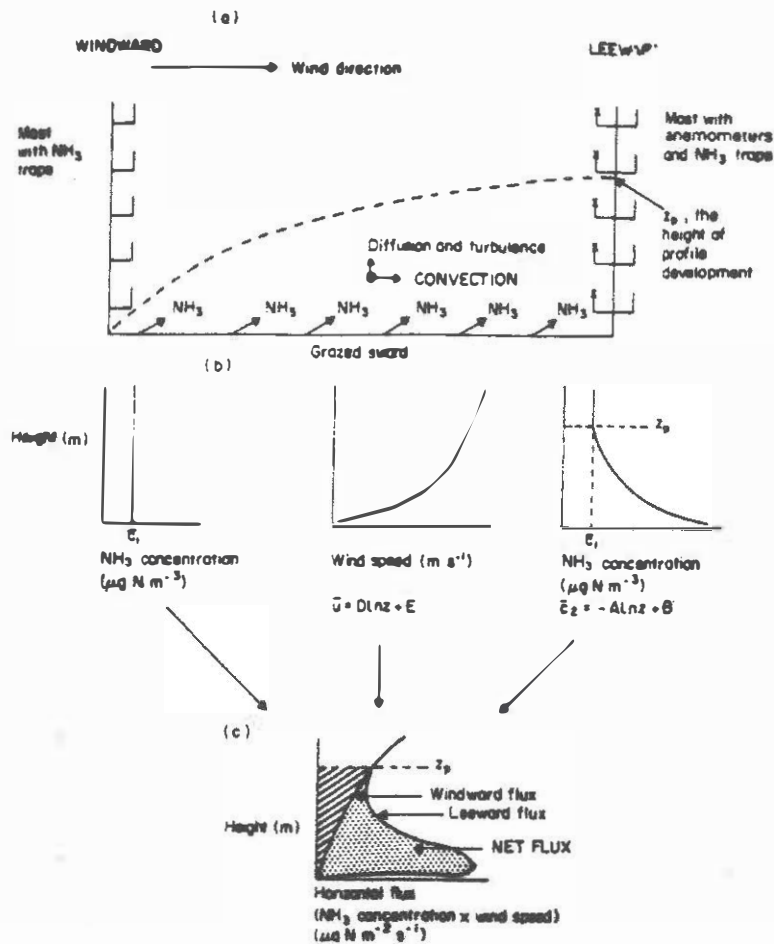 (a)
WINDWARD
Wind direction
Mast
with NH₃
traps
Mast with
anemometers
and NH₃ traps
zₚ, the
height of
profile
development
Diffusion and turbulence
CONVECTION
NH₃ NH₃ NH₃ NH₃ NH₃ NH₃
Grazed sward
(b)
Height (m)
c̄₁
NH₃ concentration
(μg N m⁻³)
Wind speed (m s⁻¹)
ū = Dlnz + E
zₚ
c̄₁
NH₃ concentration
(μg N m⁻³)
c̄₂ = -Alnz + B
(c)
zₚ
Windward flux
Leeward flux
Height (m)
NET FLUX
Horizontal flux
(NH₃ concentration x wind speed)
(μg N m⁻² s⁻¹)